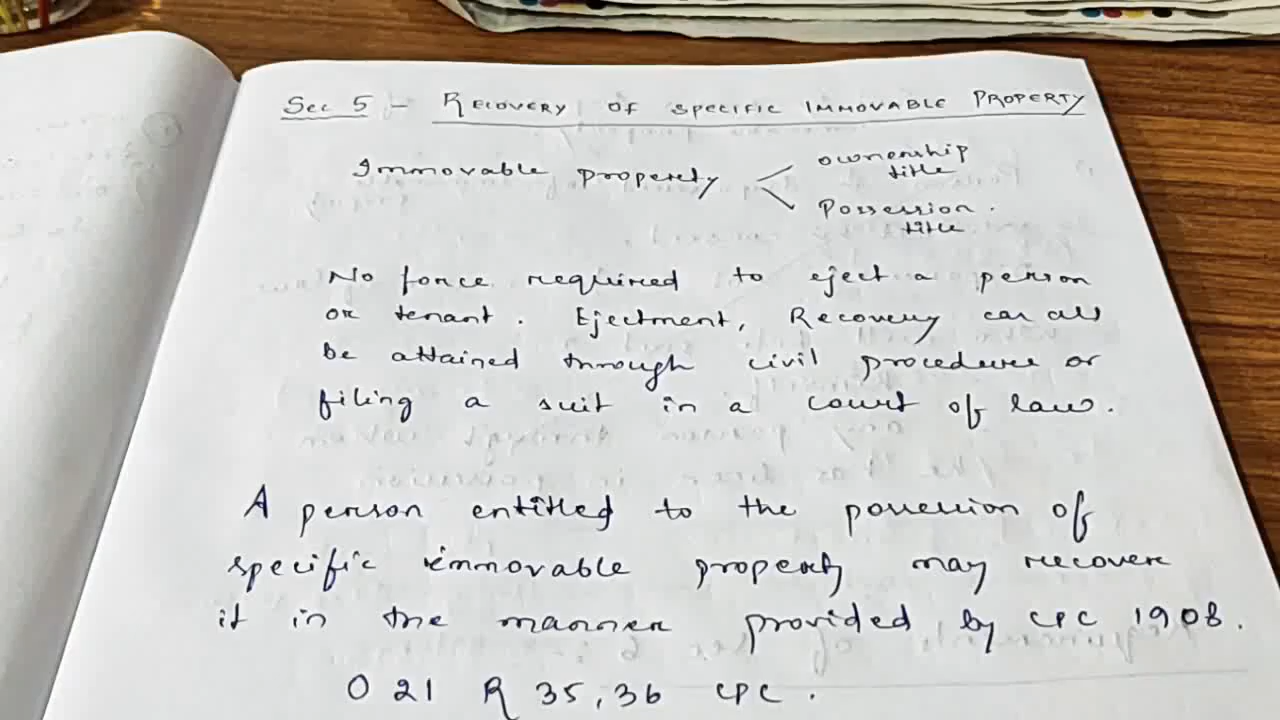 Sec 5 :- RECOVERY OF SPECIFIC IMMOVABLE PROPERTY
Immovable property < ownership title
Possession title
No force required to eject a person
or tenant. Ejectment, Recovery can all
be attained through civil procedure or
filing a suit in a court of law.
A person entitled to the possession of
specific immovable property may recover
it in the manner provided by CPC 1908.
O 21 R 35, 36 CPC.